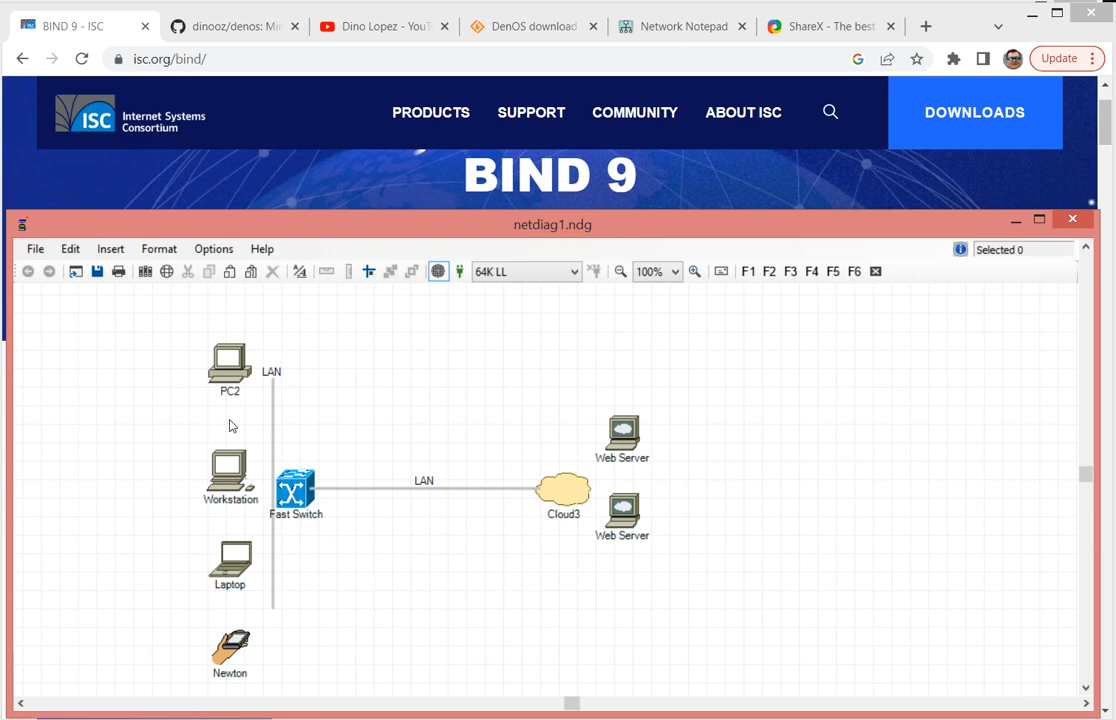 BIND 9 - ISC
dinooz/denos: Min
Dino Lopez - YouT
DenOS download
Network Notepad
ShareX - The best
isc.org/bind/
Update
ISC
Internet Systems
Consortium
PRODUCTS
SUPPORT
COMMUNITY
ABOUT ISC
DOWNLOADS
BIND 9
netdiag1.ndg
File
Edit
Insert
Format
Options
Help
Selected 0
64K LL
100%
F1 F2 F3 F4 F5 F6
PC2
LAN
Workstation
Fast Switch
LAN
Cloud3
Web Server
Web Server
Laptop
Newton